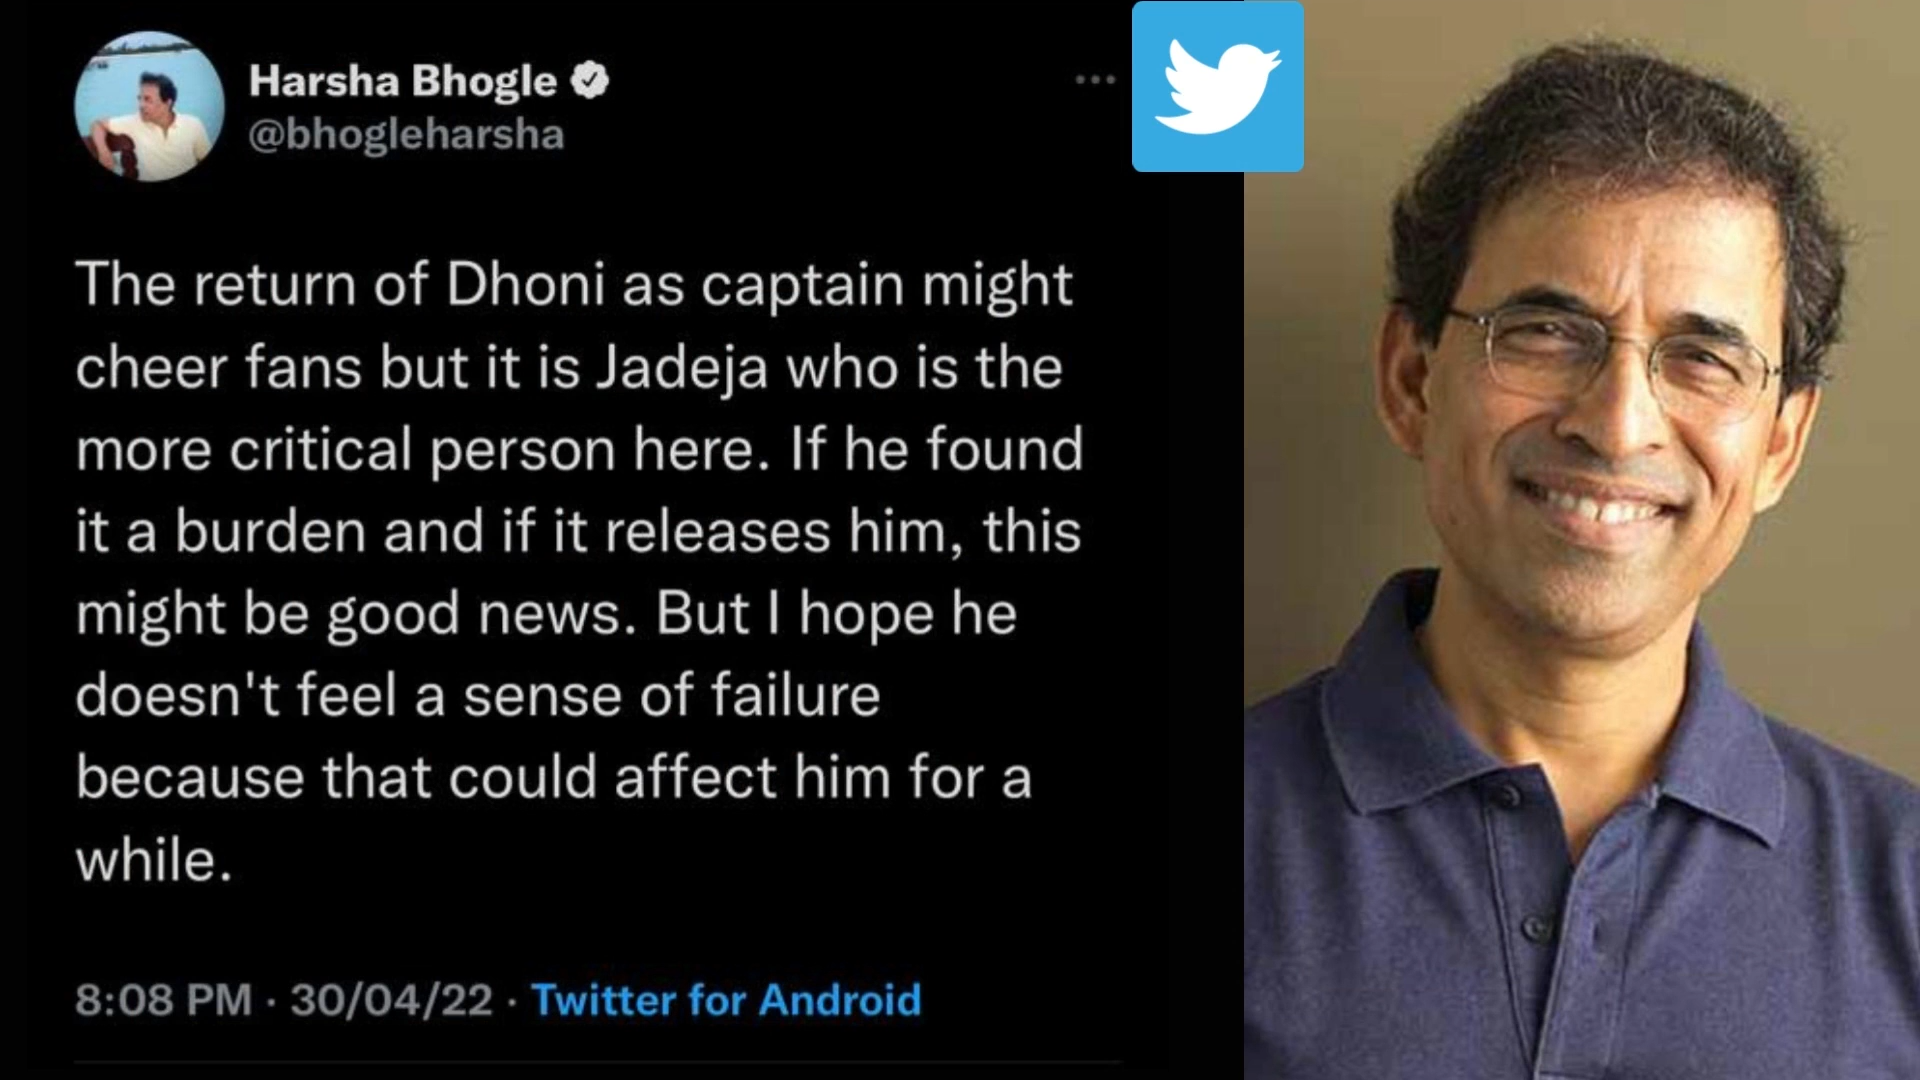 Harsha Bhogle
@bhogleharsha
The return of Dhoni as captain might
cheer fans but it is Jadeja who is the
more critical person here. If he found
it a burden and if it releases him, this
might be good news. But I hope he
doesn't feel a sense of failure
because that could affect him for a
while.
8:08 PM · 30/04/22 · Twitter for Android